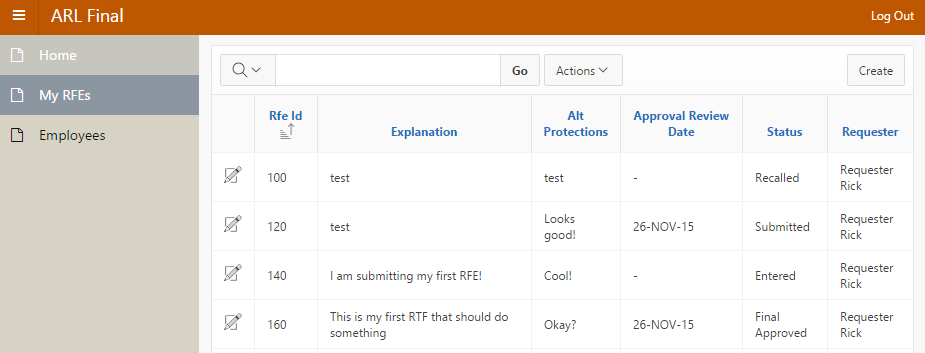 ARL Final
Log Out
Home
My RFEs
Employees
Go
Actions
Create
Rfe Id
Explanation
Alt
Protections
Approval Review
Date
Status
Requester
100
test
test
-
Recalled
Requester
Rick
120
test
Looks
good!
26-NOV-15
Submitted
Requester
Rick
140
I am submitting my first RFE!
Cool!
-
Entered
Requester
Rick
160
This is my first RTF that should do
something
Okay?
26-NOV-15
Final
Approved
Requester
Rick